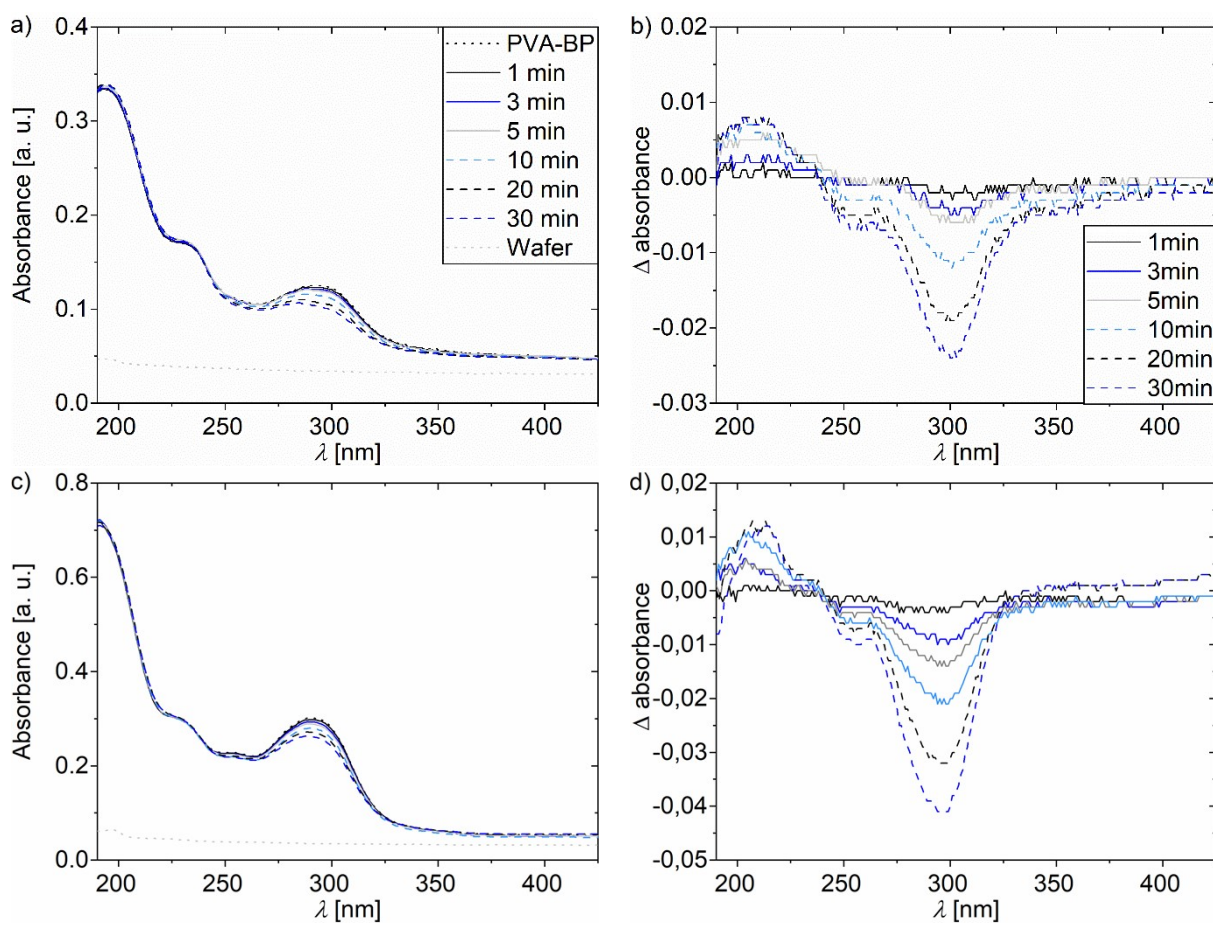 a)
0.4
0.3
0.2
0.1
0.0
Absorbance [a. u.]
PVA-BP
1 min
3 min
5 min
10 min
20 min
30 min
Wafer
200 250 300 350 400
λ [nm]
b)
0.02
0.01
0.00
-0.01
-0.02
-0.03
Δ absorbance
1min
3min
5min
10min
20min
30min
200 250 300 350 400
λ [nm]
c)
0.8
0.6
0.4
0.2
0.0
Absorbance [a. u.]
200 250 300 350 400
λ [nm]
d)
0,02
0,01
0,00
-0,01
-0,02
-0,03
-0,04
-0,05
Δ absorbance
200 250 300 350 400
λ [nm]